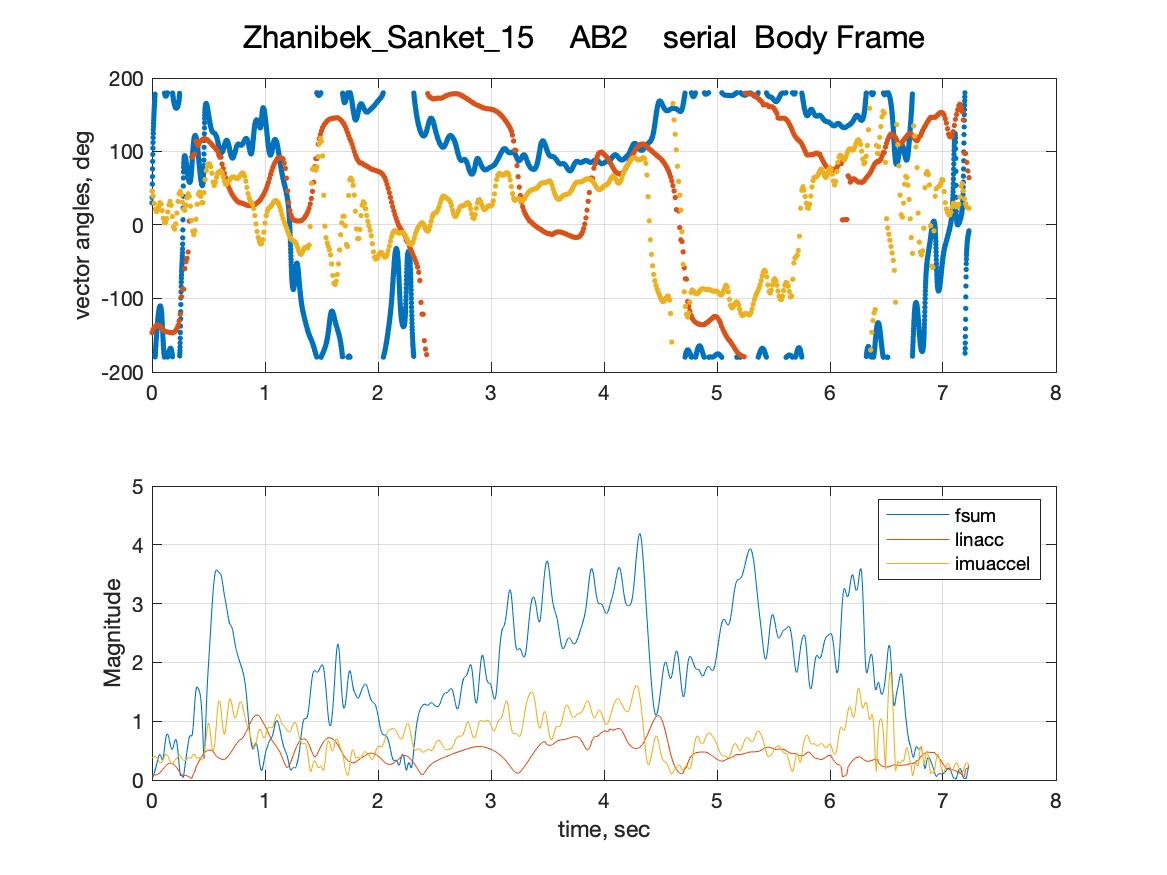 Zhanibek_Sanket_15 AB2 serial Body Frame
200
100
0
-100
-200
vector angles, deg
0 1 2 3 4 5 6 7 8
5
4
3
2
1
0
Magnitude
fsum
linacc
imuaccel
0 1 2 3 4 5 6 7 8
time, sec